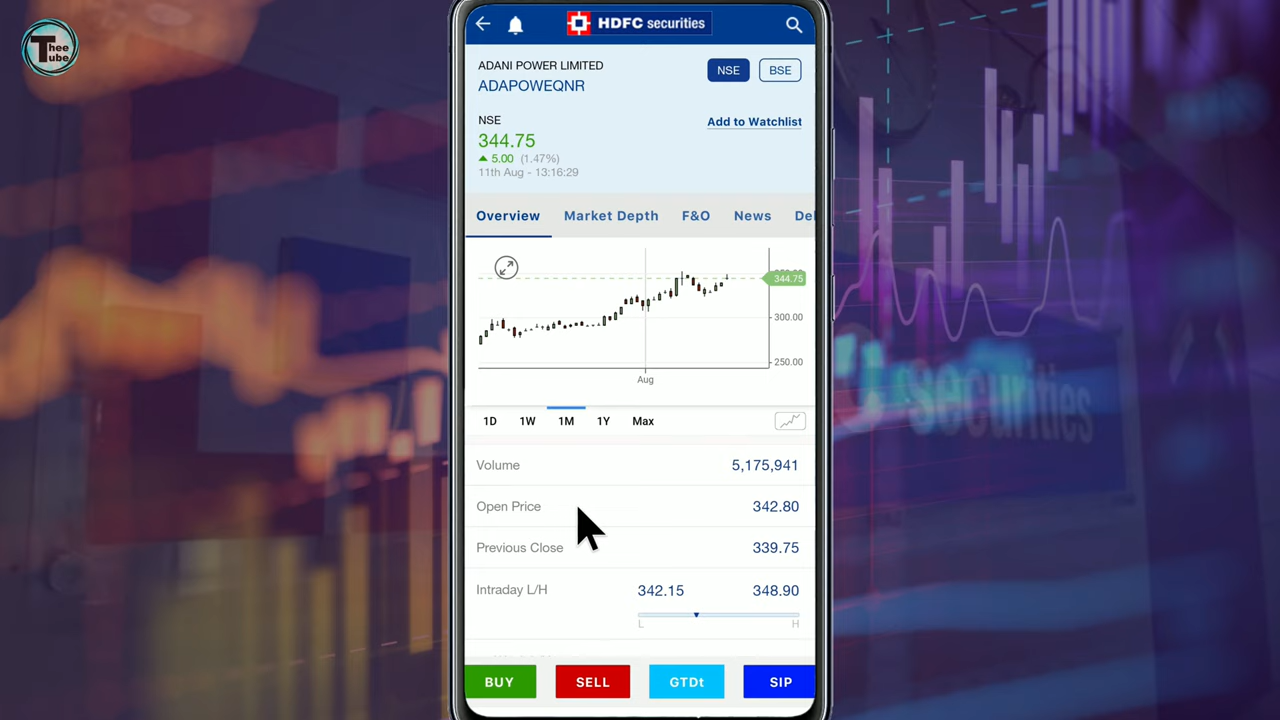 Thee
Tube
HDFC securities
ADANI POWER LIMITED
NSE
BSE
ADAPOWEQNR
NSE
Add to Watchlist
344.75
5.00 (1.47%)
11th Aug - 13:16:29
Overview
Market Depth
F&O
News
Del
344.75
300.00
250.00
Aug
1D
1W
1M
1Y
Max
Volume
5,175,941
Open Price
342.80
Previous Close
339.75
Intraday L/H
342.15
348.90
L
H
BUY
SELL
GTDt
SIP
securities